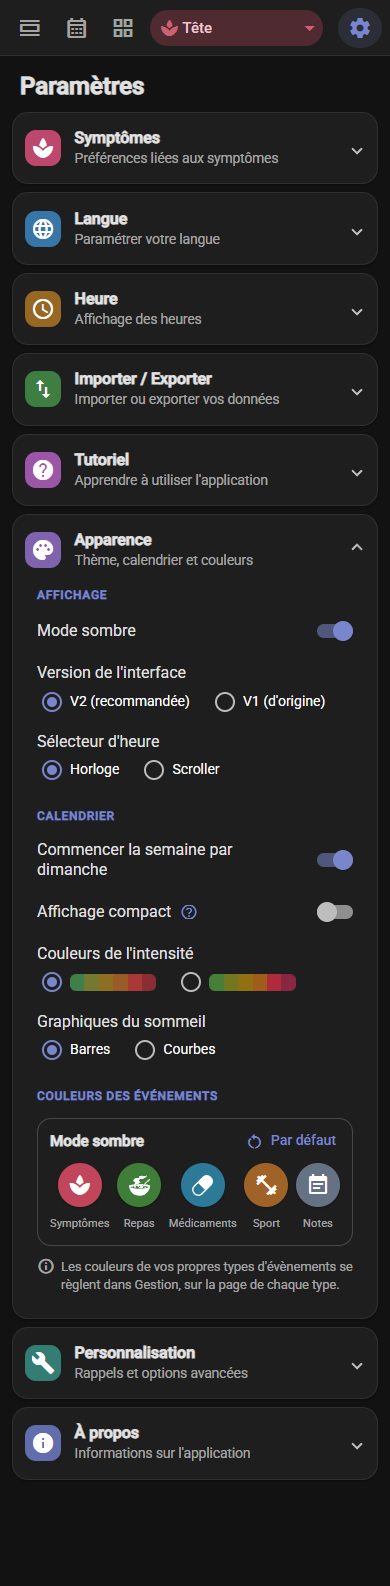 Tête
Paramètres
Symptômes
Préférences liées aux symptômes
Langue
Paramétrer votre langue
Heure
Affichage des heures
Importer / Exporter
Importer ou exporter vos données
Tutoriel
Apprendre à utiliser l'application
Apparence
Thème, calendrier et couleurs
AFFICHAGE
Mode sombre
Version de l'interface
V2 (recommandée) V1 (d'origine)
Sélecteur d'heure
Horloge Scroller
CALENDRIER
Commencer la semaine par
dimanche
Affichage compact
Couleurs de l'intensité
Graphiques du sommeil
Barres Courbes
COULEURS DES ÉVÉNEMENTS
Mode sombre Par défaut
Symptômes Repas Médicaments Sport Notes
Les couleurs de vos propres types d'évènements se
règlent dans Gestion, sur la page de chaque type.
Personnalisation
Rappels et options avancées
À propos
Informations sur l'application